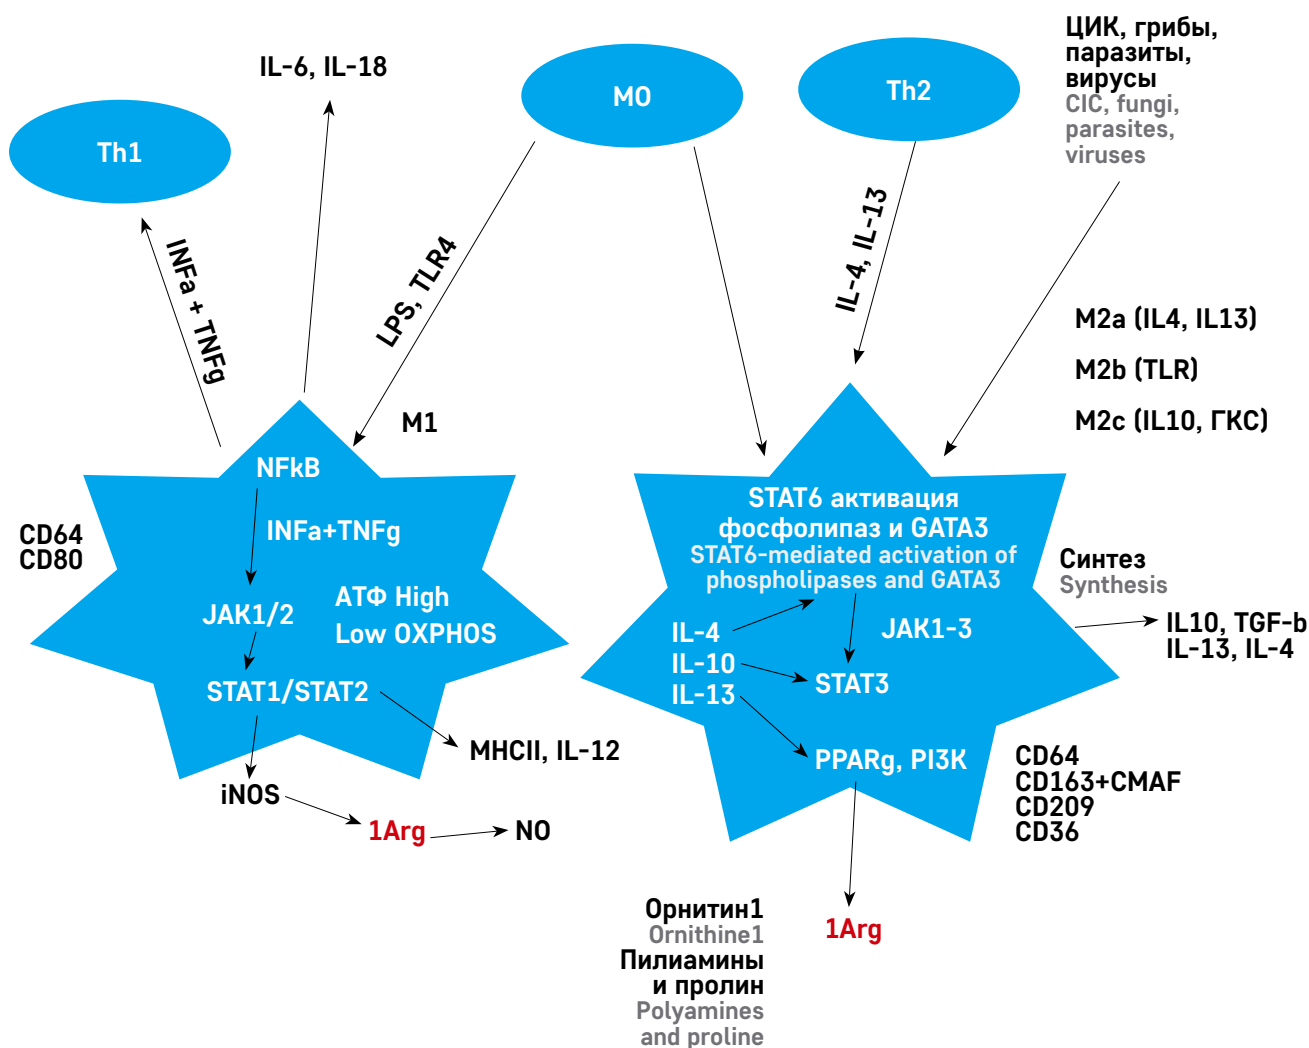 IL-6, IL-18
Th1
M0
Th2
ЦИК, грибы,
паразиты,
вирусы
CIC, fungi,
parasites,
viruses
INFa + TNFg
LPS, TLR4
IL-4, IL-13
M1
M2a (IL4, IL13)
M2b (TLR)
M2c (IL10, ГКС)
CD64
CD80
NFkB
INFa+TNFg
JAK1/2
АТФ High
Low OXPHOS
STAT1/STAT2
MHCII, IL-12
iNOS
1Arg
NO
STAT6 активация
фосфолипаз и GATA3
STAT6-mediated activation of
phospholipases and GATA3
IL-4
IL-10
IL-13
JAK1-3
STAT3
PPARg, PI3K
Синтез
Synthesis
IL10, TGF-b
IL-13, IL-4
CD64
CD163+CMAF
CD209
CD36
1Arg
Орнитин1
Ornithine1
Пилиамины
и пролин
Polyamines
and proline